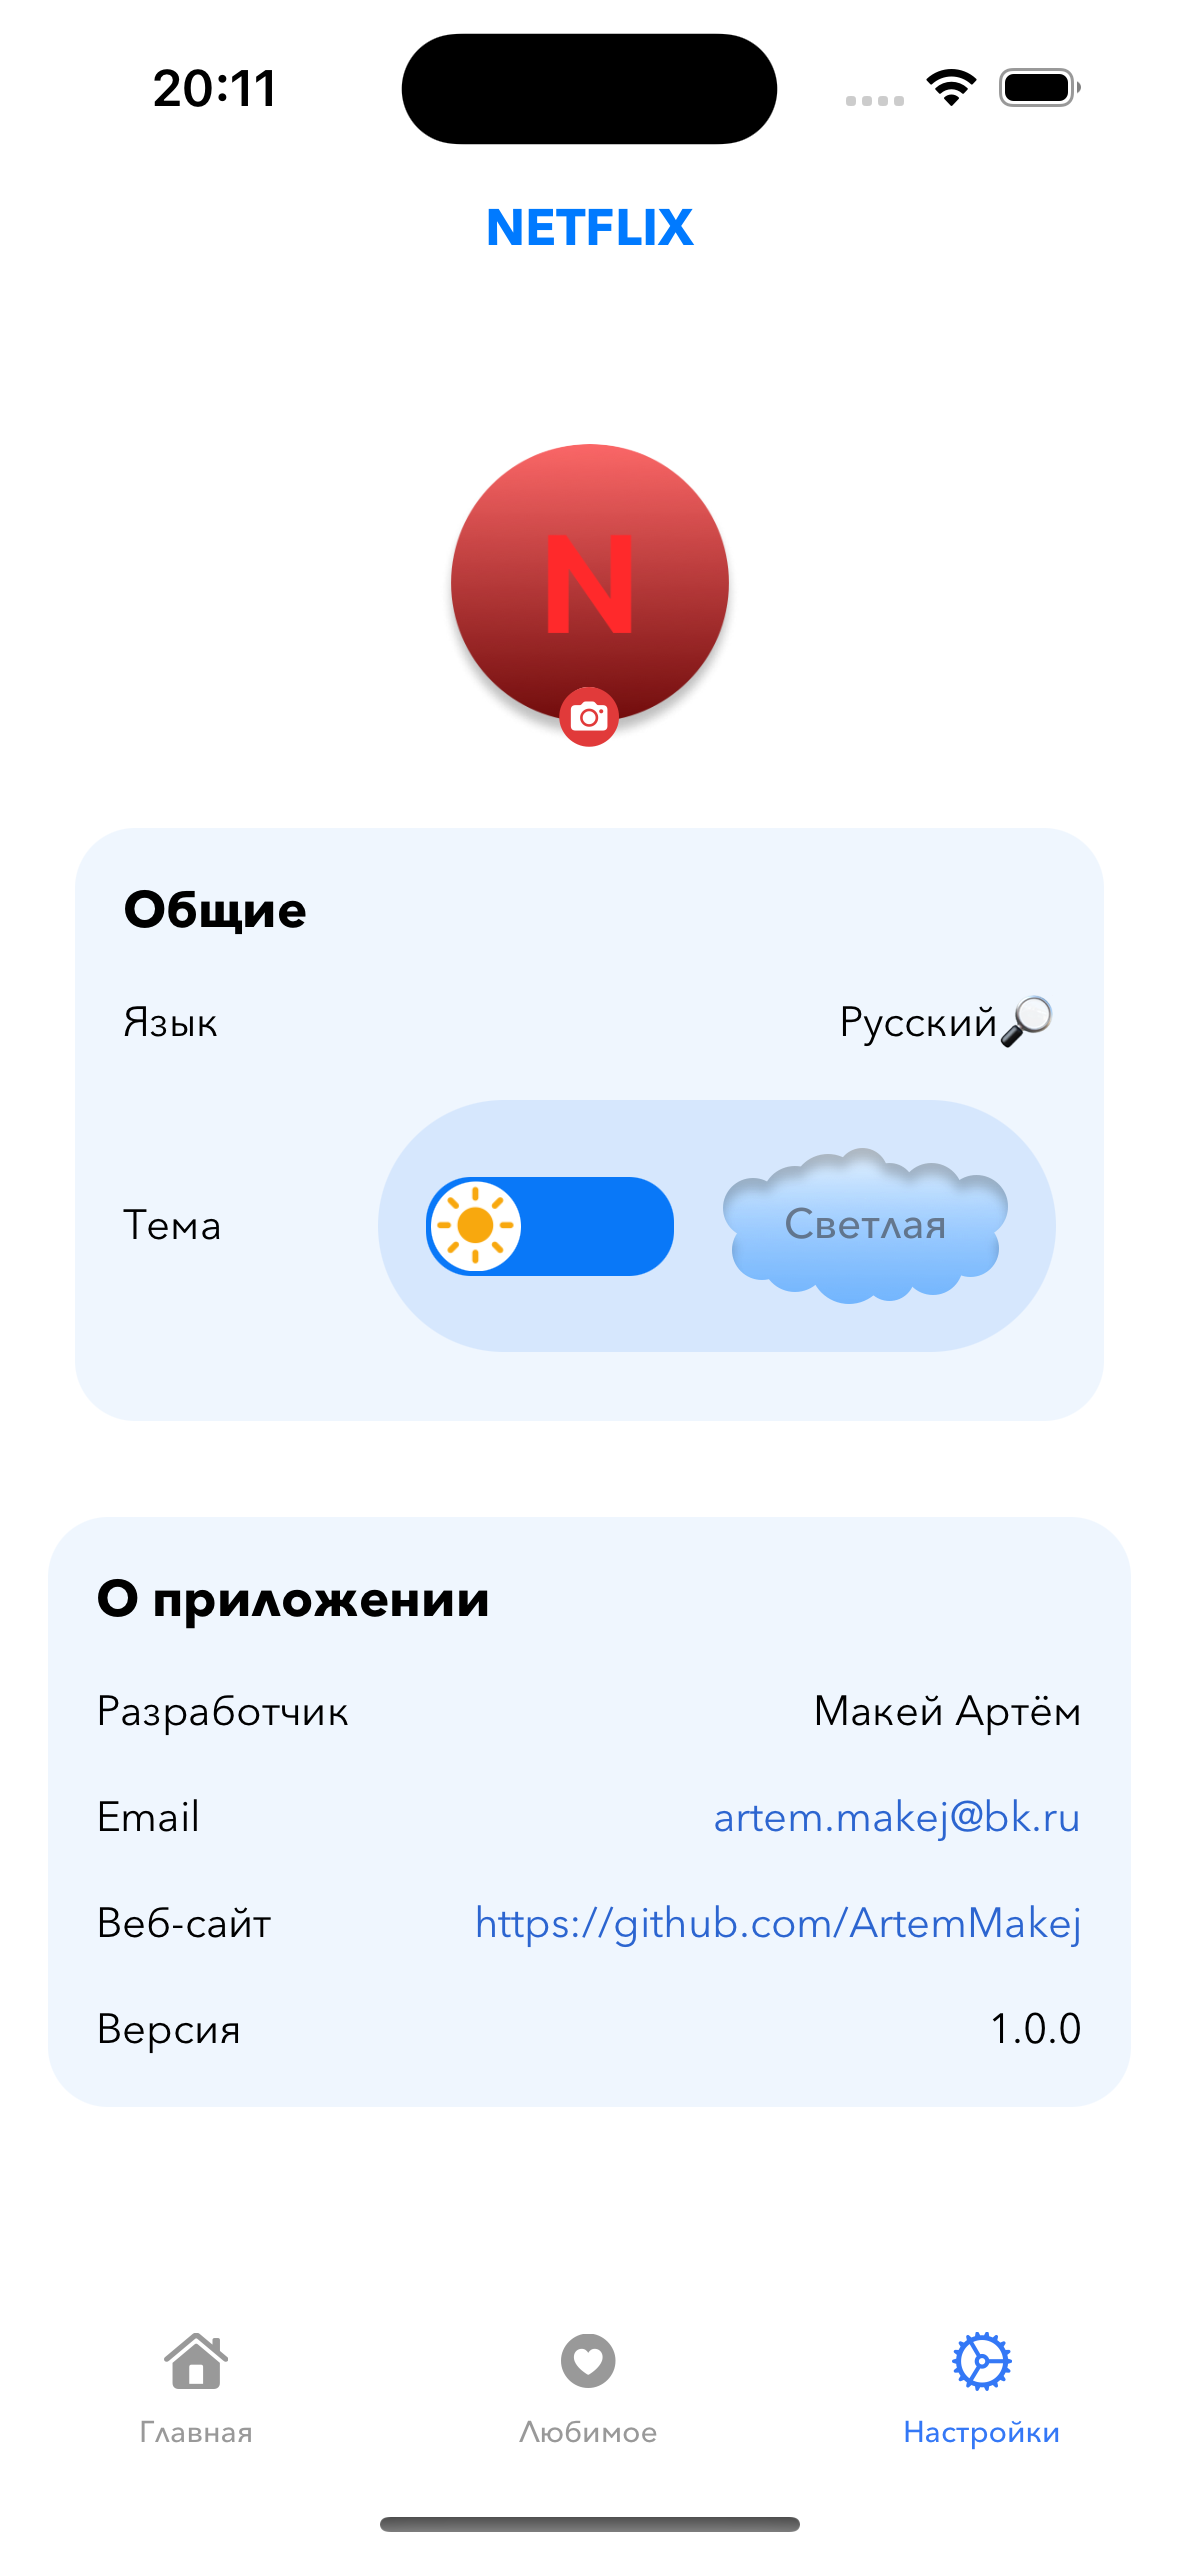 20:11
NETFLIX
N
Общие
Язык Русский
Тема Светлая
О приложении
Разработчик Макей Артём
Email artem.makej@bk.ru
Веб-сайт https://github.com/ArtemMakej
Версия 1.0.0
Главная Любимое Настройки